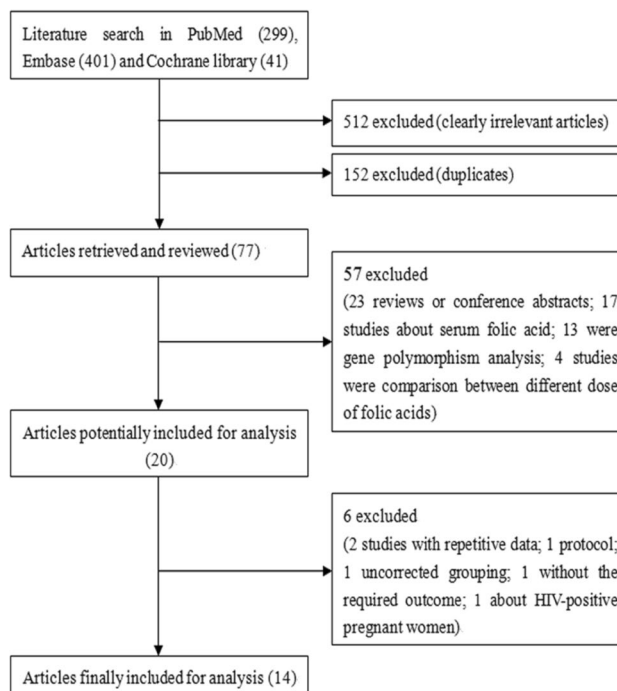 Literature search in PubMed (299),
Embase (401) and Cochrane library (41)
512 excluded (clearly irrelevant articles)
152 excluded (duplicates)
Articles retrieved and reviewed (77)
57 excluded
(23 reviews or conference abstracts; 17
studies about serum folic acid; 13 were
gene polymorphism analysis; 4 studies
were comparison between different dose
of folic acids)
Articles potentially included for analysis
(20)
6 excluded
(2 studies with repetitive data; 1 protocol;
1 uncorrected grouping; 1 without the
required outcome; 1 about HIV-positive
pregnant women)
Articles finally included for analysis (14)